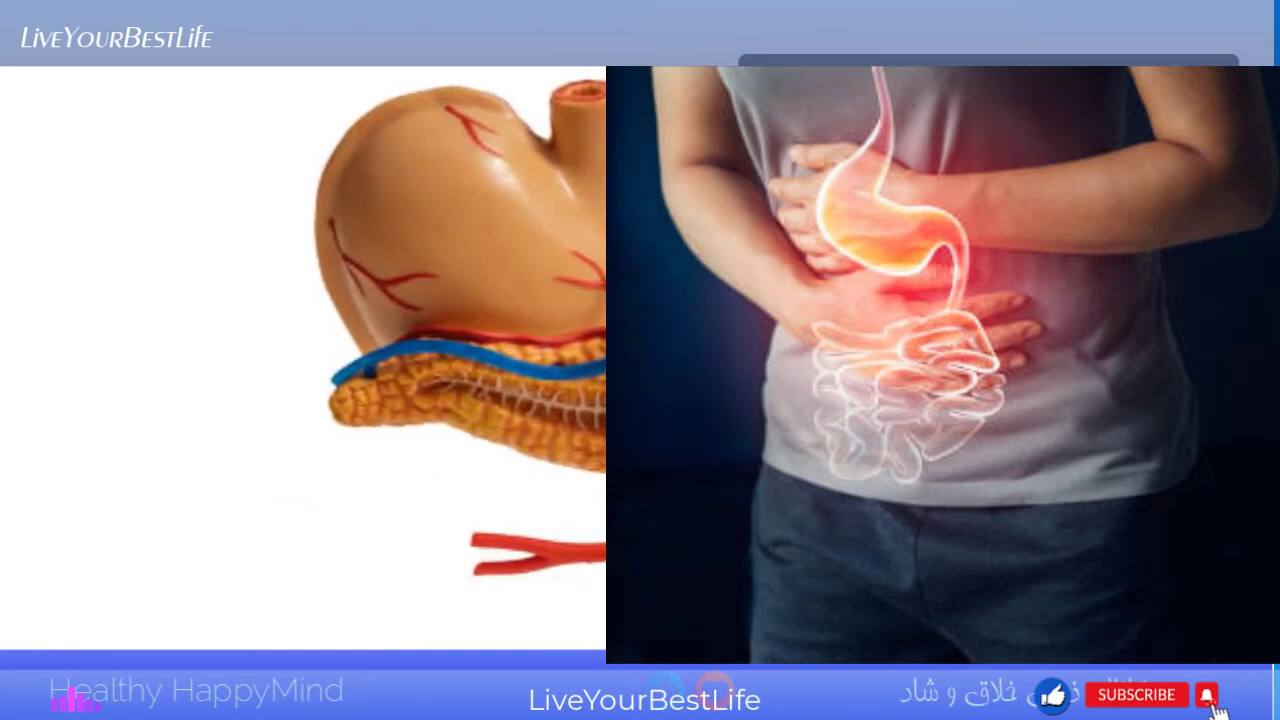 LiveYourBestLife
Healthy HappyMind
LiveYourBestLife
خلاق و شاد
SUBSCRIBE